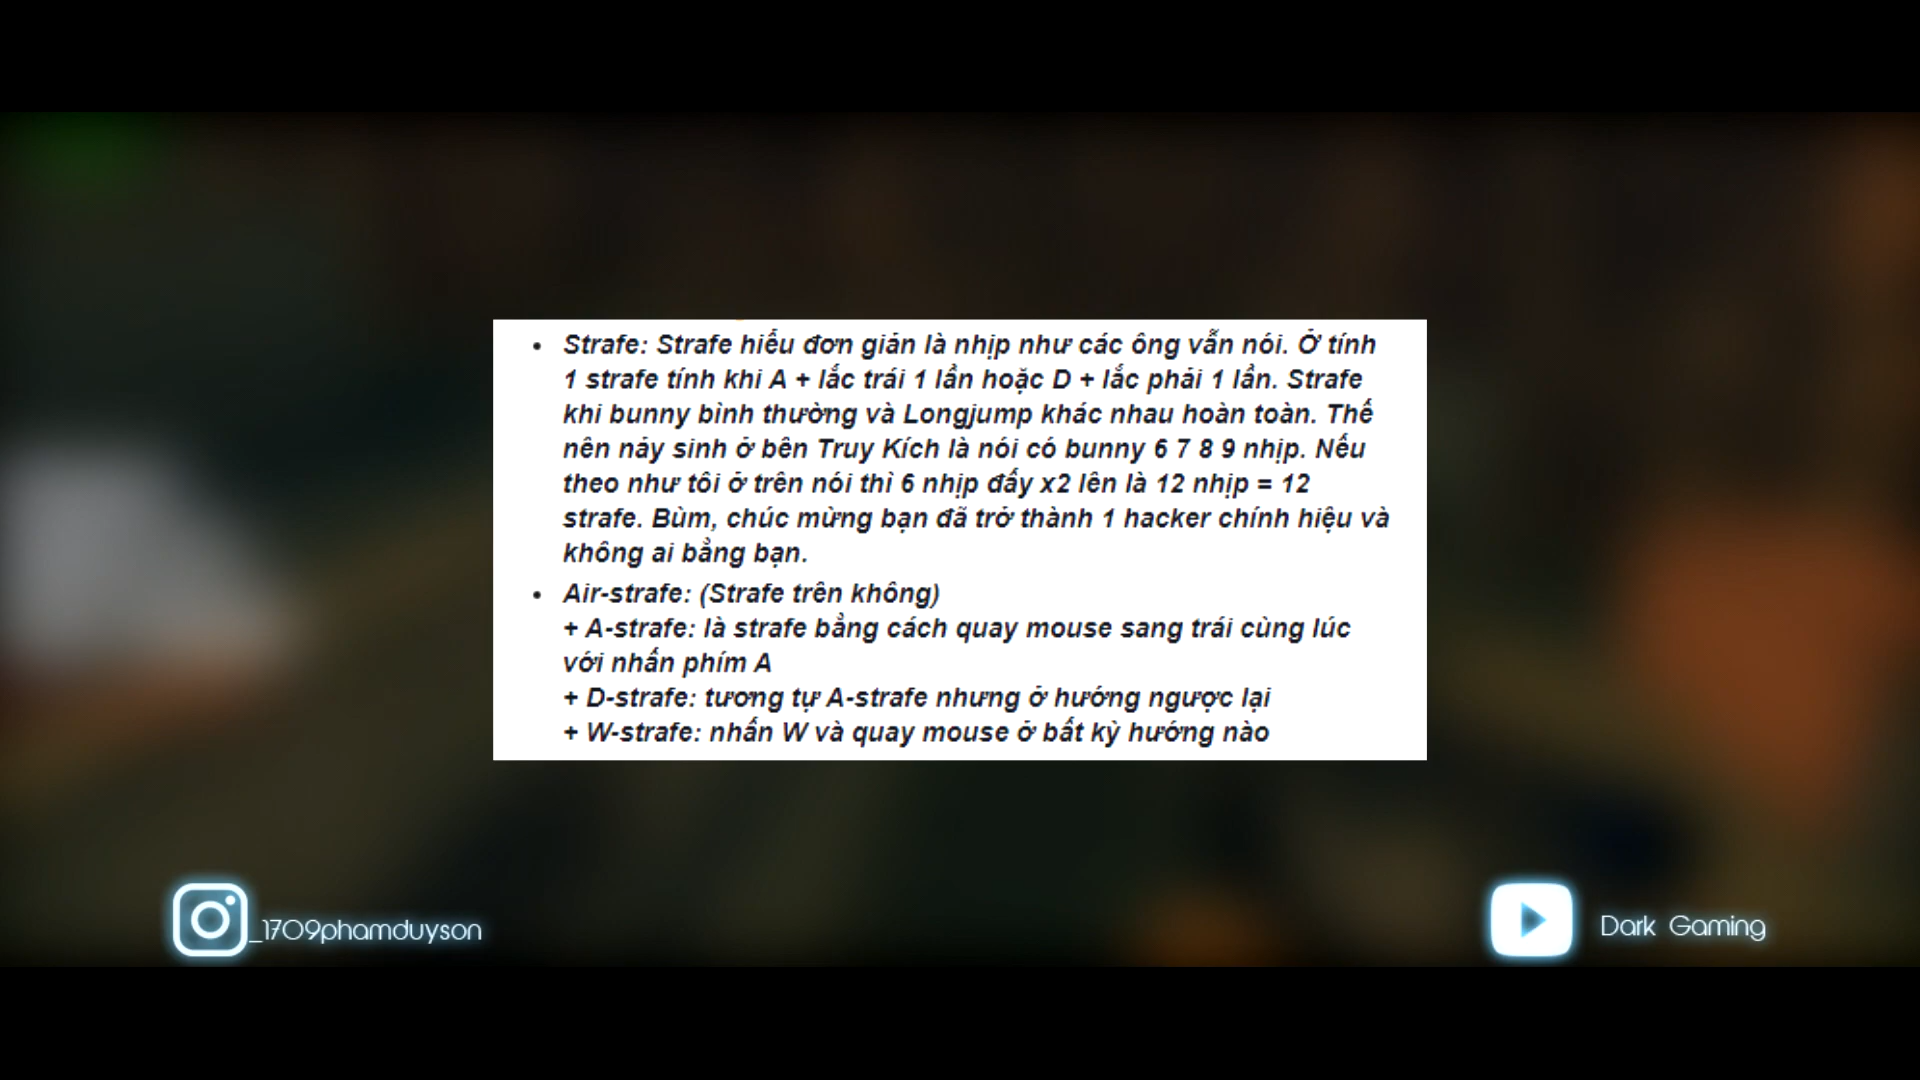 • Strafe: Strafe hiểu đơn giản là nhịp như các ông vẫn nói. Ở tính
1 strafe tính khi A + lắc trái 1 lần hoặc D + lắc phải 1 lần. Strafe
khi bunny bình thường và Longjump khác nhau hoàn toàn. Thế
nên nảy sinh ở bên Truy Kích là nói có bunny 6 7 8 9 nhịp. Nếu
theo như tôi ở trên nói thì 6 nhịp đấy x2 lên là 12 nhịp = 12
strafe. Bùm, chúc mừng bạn đã trở thành 1 hacker chính hiệu và
không ai bằng bạn.
• Air-strafe: (Strafe trên không)
+ A-strafe: là strafe bằng cách quay mouse sang trái cùng lúc
với nhấn phím A
+ D-strafe: tương tự A-strafe nhưng ở hướng ngược lại
+ W-strafe: nhấn W và quay mouse ở bất kỳ hướng nào
_1709phamduyson
Dark Gaming